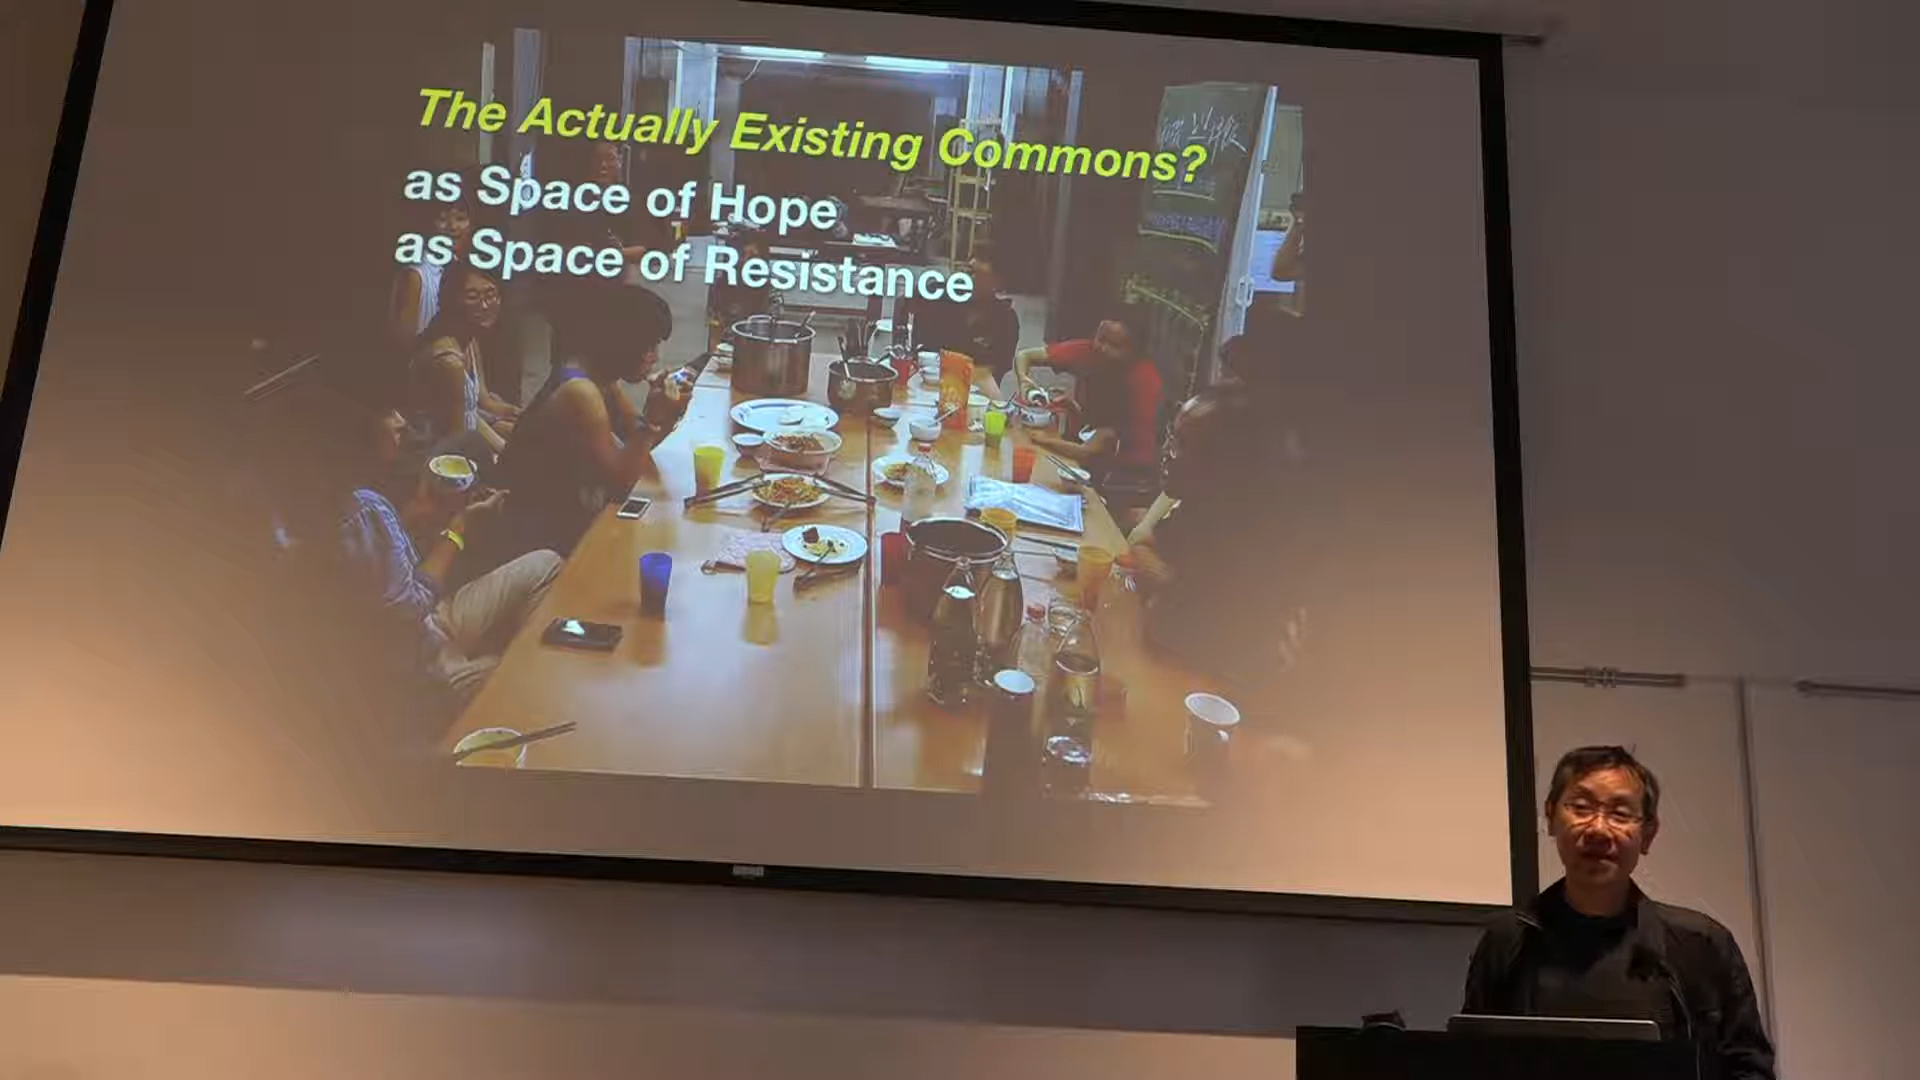 The Actually Existing Commons?
as Space of Hope
as Space of Resistance